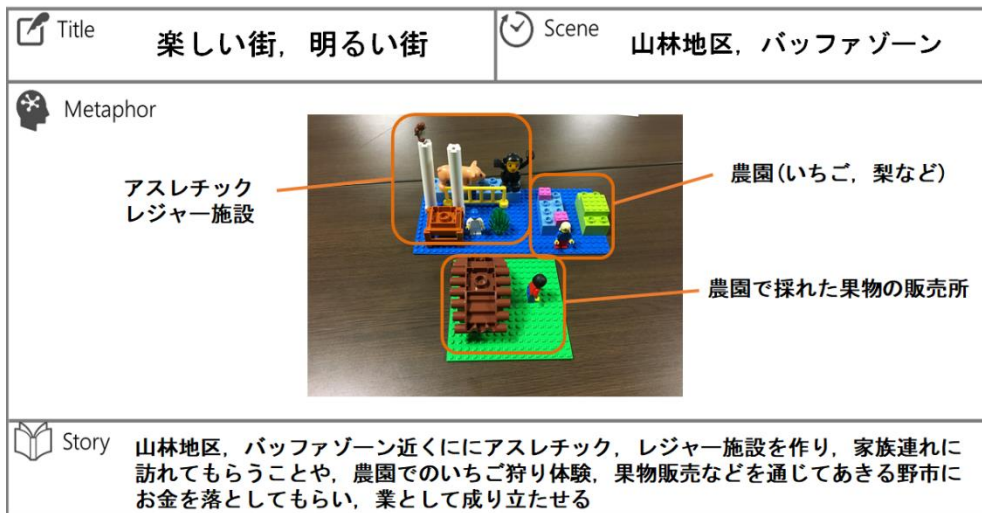 Title
楽しい街，明るい街
Scene
山林地区，バッファゾーン
Metaphor
アスレチック
レジャー施設
農園(いちご，梨など)
農園で採れた果物の販売所
Story
山林地区，バッファゾーン近くににアスレチック，レジャー施設を作り，家族連れに
訪れてもらうことや，農園でのいちご狩り体験，果物販売などを通じてあきる野市に
お金を落としてもらい，業として成り立たせる